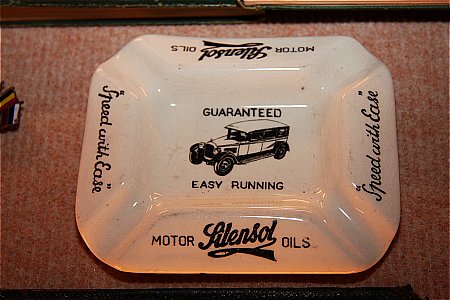 MOTOR Silensol OILS
"Speed with Ease"
GUARANTEED
EASY RUNNING
"Speed with Ease"
MOTOR Silensol OILS